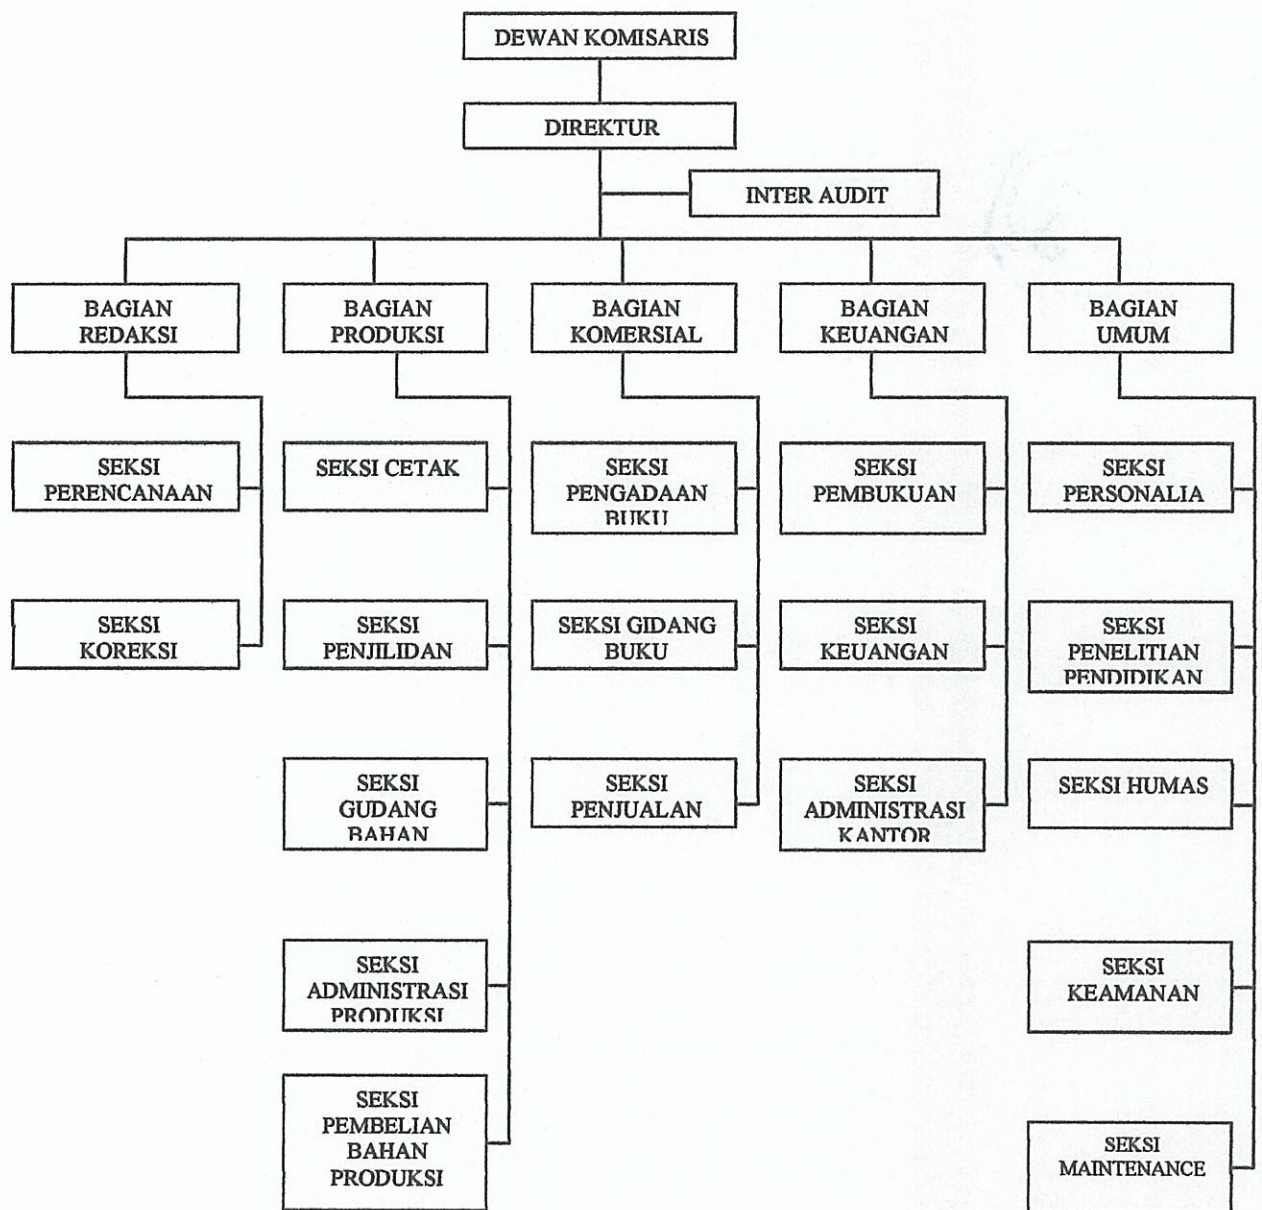 DEWAN KOMISARIS
DIREKTUR
INTER AUDIT
BAGIAN
REDAKSI
BAGIAN
PRODUKSI
BAGIAN
KOMERSIAL
BAGIAN
KEUANGAN
BAGIAN
UMUM
SEKSI
PERENCANAAN
SEKSI CETAK
SEKSI
PENGADAAN
BUKU
SEKSI
PEMBUKUAN
SEKSI
PERSONALIA
SEKSI
KOREKSI
SEKSI
PENJILIDAN
SEKSI GIDANG
BUKU
SEKSI
KEUANGAN
SEKSI
PENELITIAN
PENDIDIKAN
SEKSI
GUDANG
BAHAN
SEKSI
PENJUALAN
SEKSI
ADMINISTRASI
KANTOR
SEKSI HUMAS
SEKSI
ADMINISTRASI
PRODUKSI
SEKSI
KEAMANAN
SEKSI
PEMBELIAN
BAHAN
PRODUKSI
SEKSI
MAINTENANCE